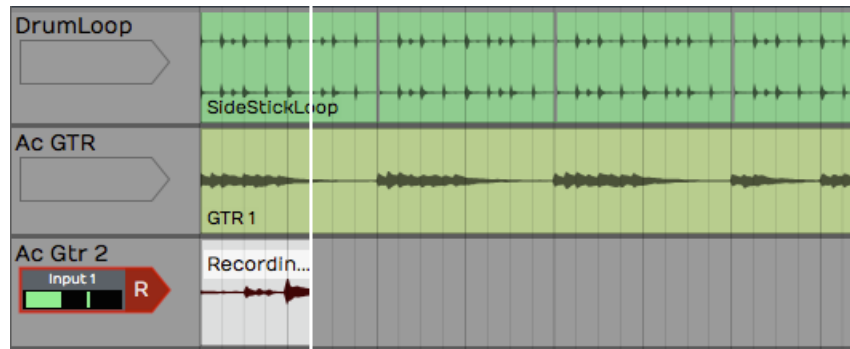 DrumLoop
SideStickLoop
Ac GTR
GTR 1
Ac Gtr 2
Input 1
R
Recordin...